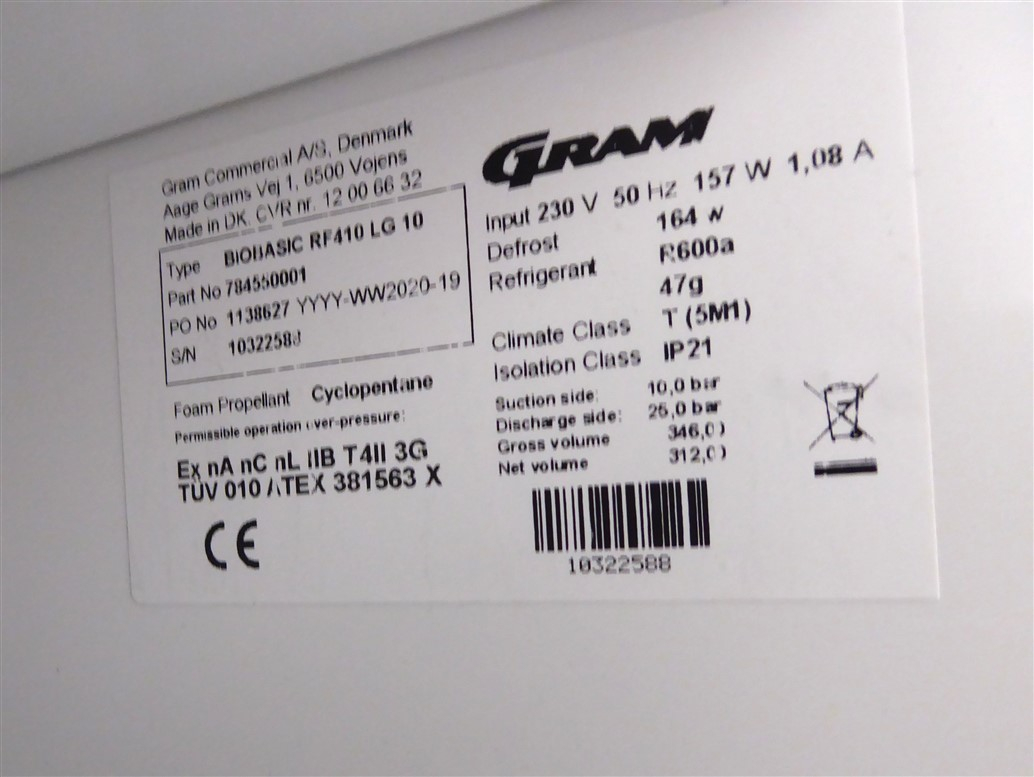 Gram Commercial A/S, Denmark
Aage Grams Vej 1, 6500 Vojens
Made in DK. CVR nr. 12 00 66 32
Type BIOBASIC RF410 LG 10
Part No 784550001
PO No 1138627 YYYY-WW2020-19
S/N 10322588
Foam Propellant Cyclopentane
Permissible operation over-pressure:
Ex nA nC nL IIB T4II 3G
TÜV 010 ATEX 381563 X
CE
GRAM
Input 230 V 50 Hz 157 W 1,08 A
Defrost 164 W
Refrigerant R600a
47g
Climate Class T (5M1)
Isolation Class IP21
Suction side: 10,0 bar
Discharge side: 25,0 bar
Gross volume 346,0 l
Net volume 312,0 l
10322588